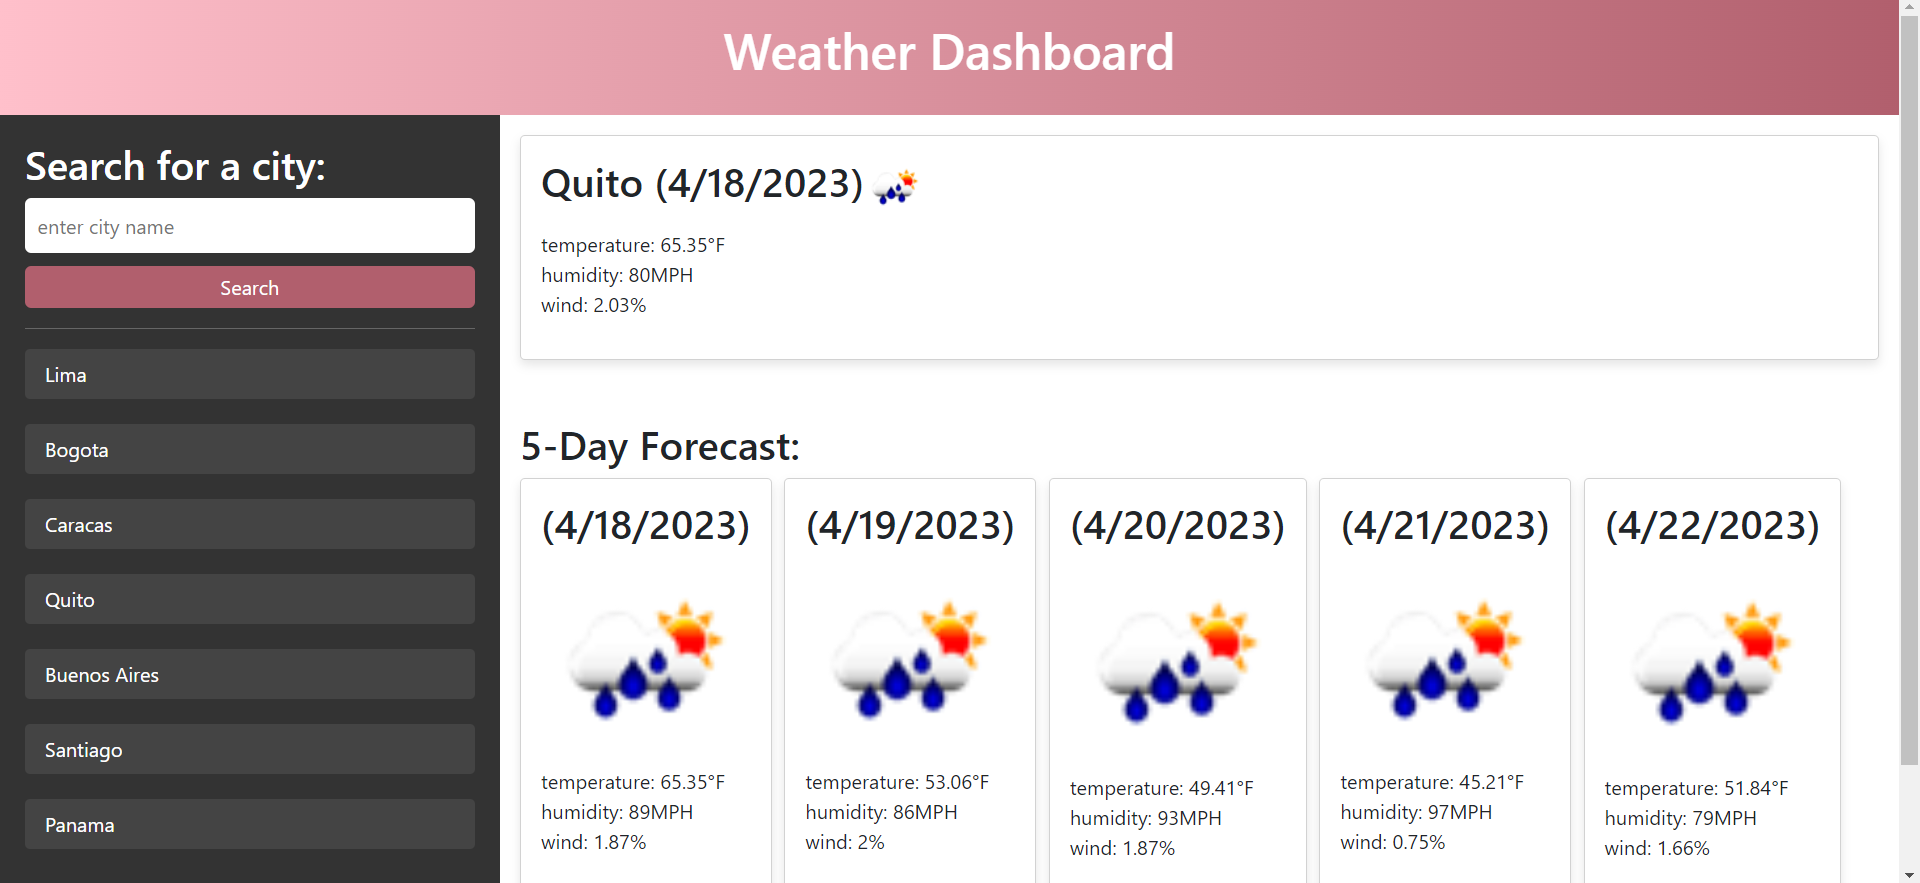 Weather Dashboard
Search for a city:
enter city name
Search
Lima
Bogota
Caracas
Quito
Buenos Aires
Santiago
Panama
Quito (4/18/2023)
temperature: 65.35°F
humidity: 80MPH
wind: 2.03%
5-Day Forecast:
(4/18/2023)
temperature: 65.35°F
humidity: 89MPH
wind: 1.87%
(4/19/2023)
temperature: 53.06°F
humidity: 86MPH
wind: 2%
(4/20/2023)
temperature: 49.41°F
humidity: 93MPH
wind: 1.87%
(4/21/2023)
temperature: 45.21°F
humidity: 97MPH
wind: 0.75%
(4/22/2023)
temperature: 51.84°F
humidity: 79MPH
wind: 1.66%